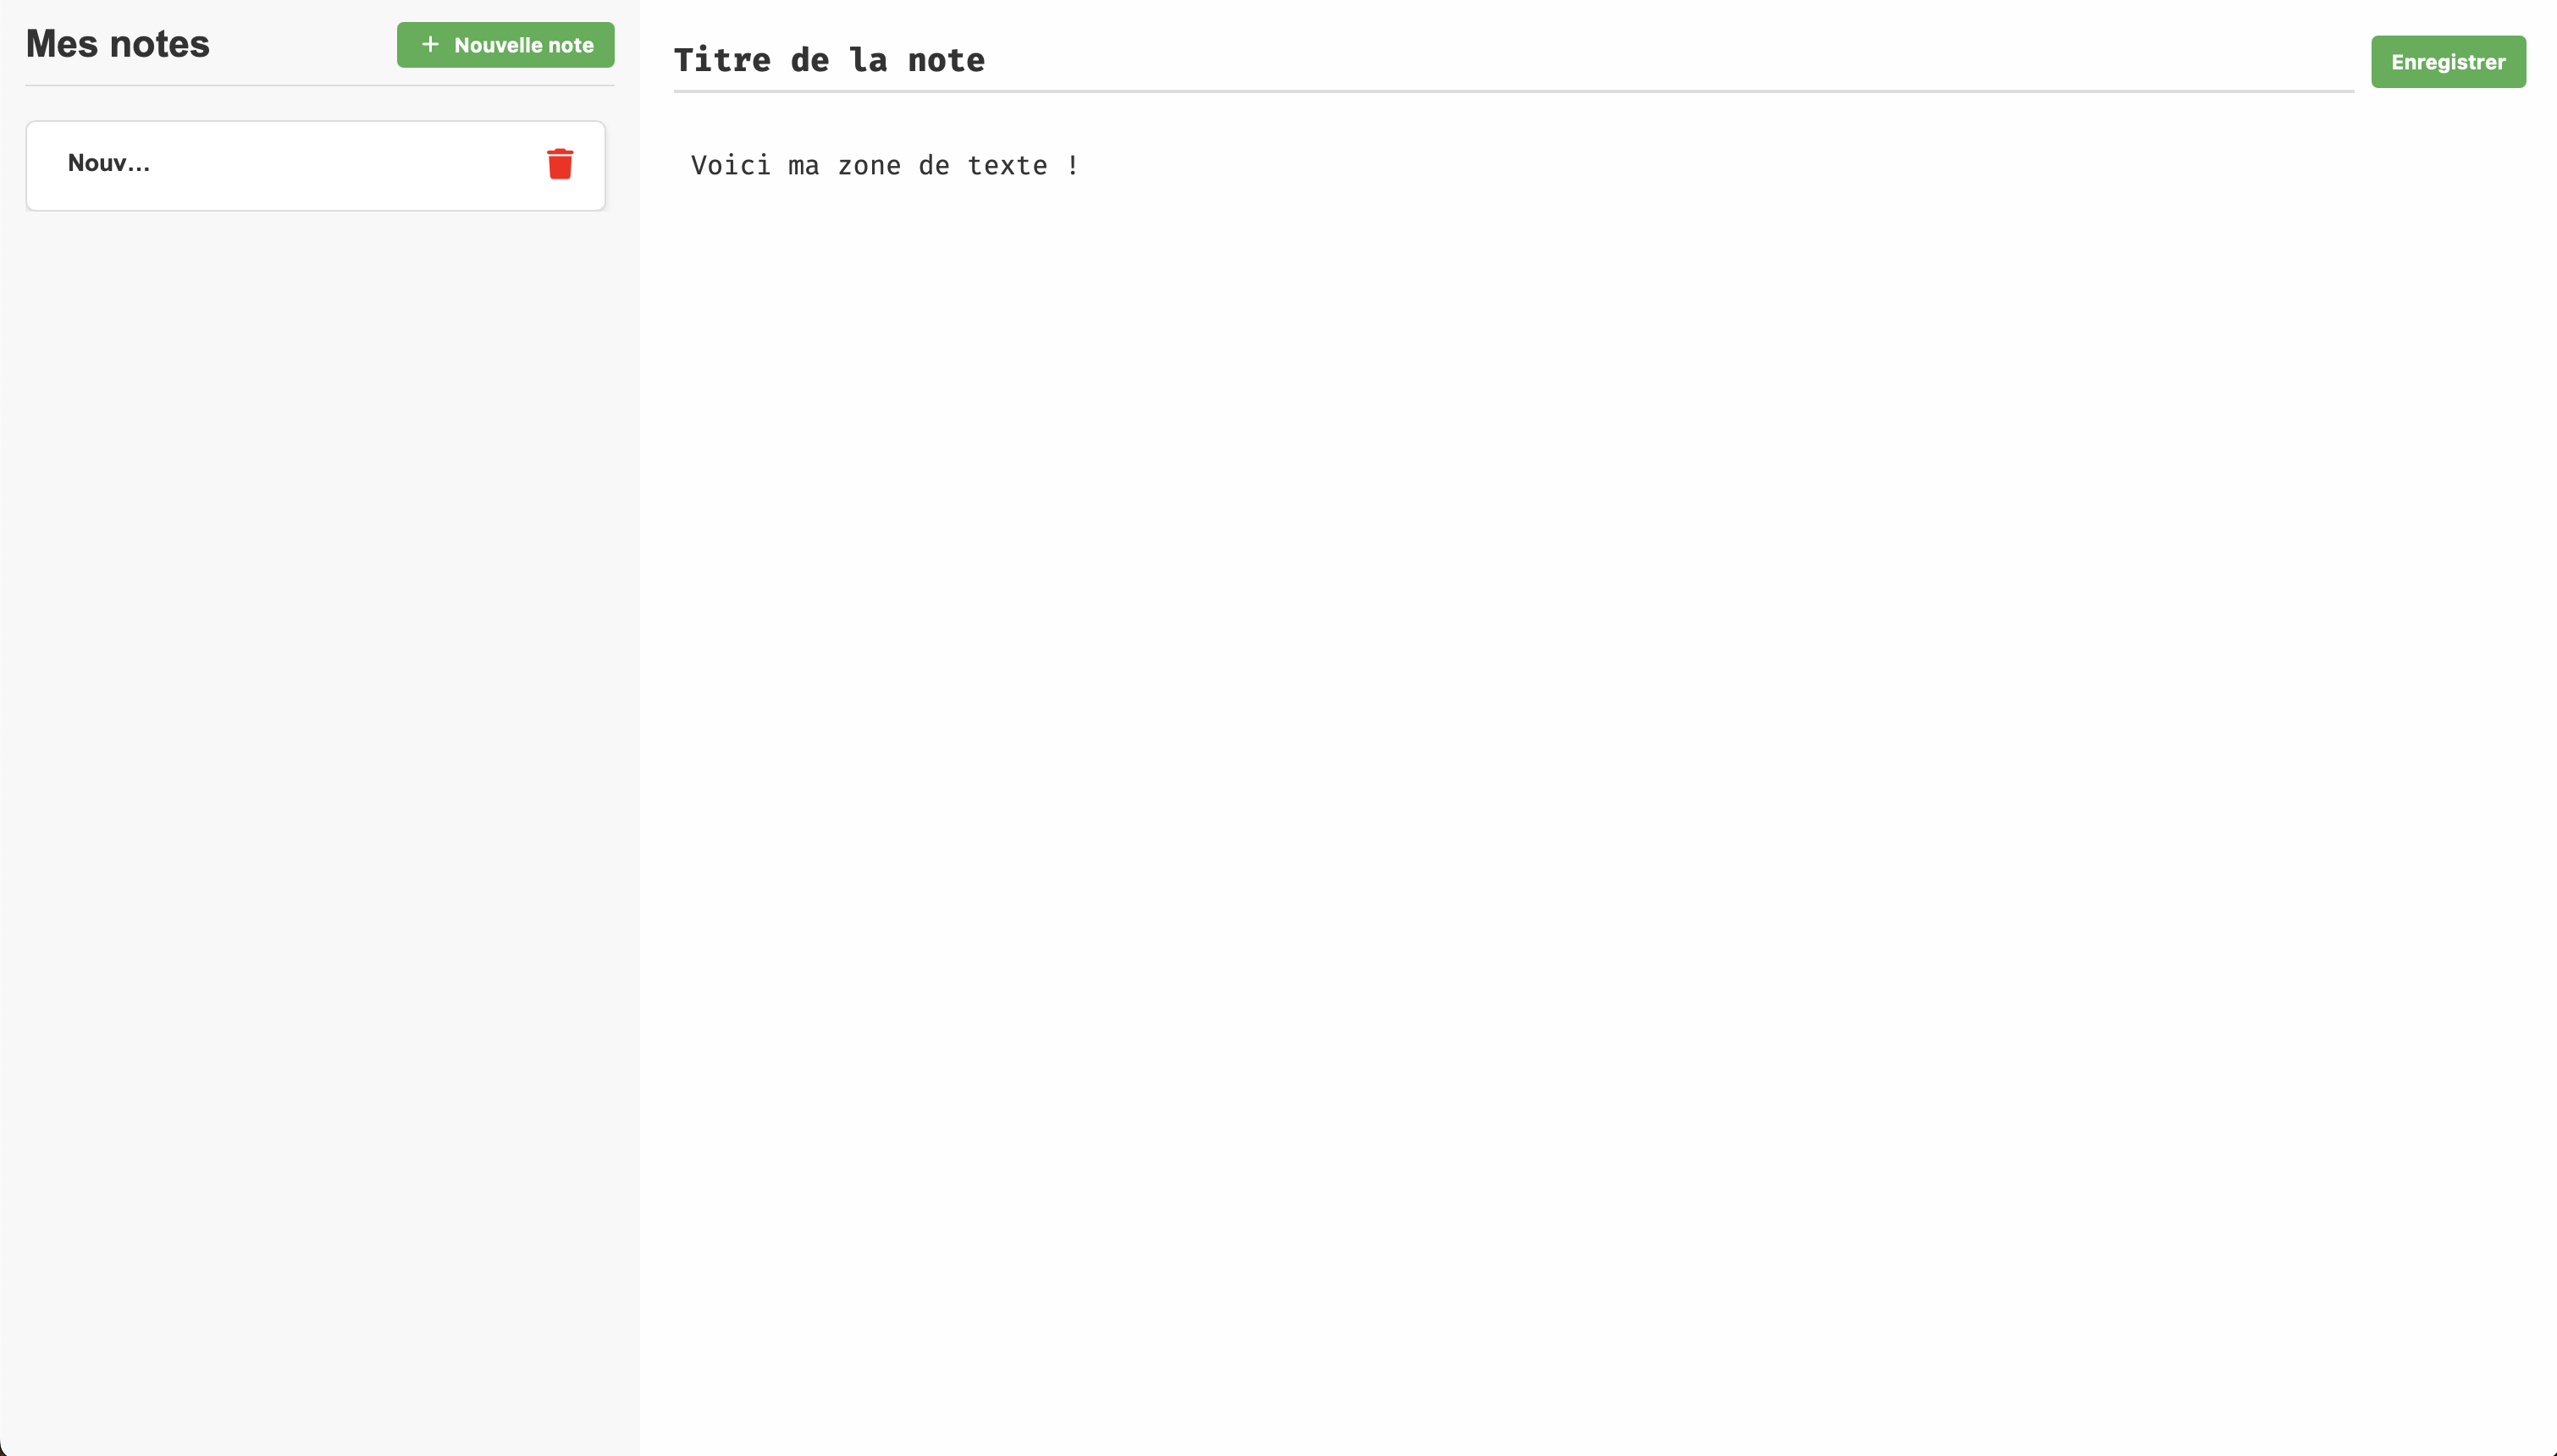 Mes notes
+ Nouvelle note
Nouv...
Titre de la note
Enregistrer
Voici ma zone de texte !